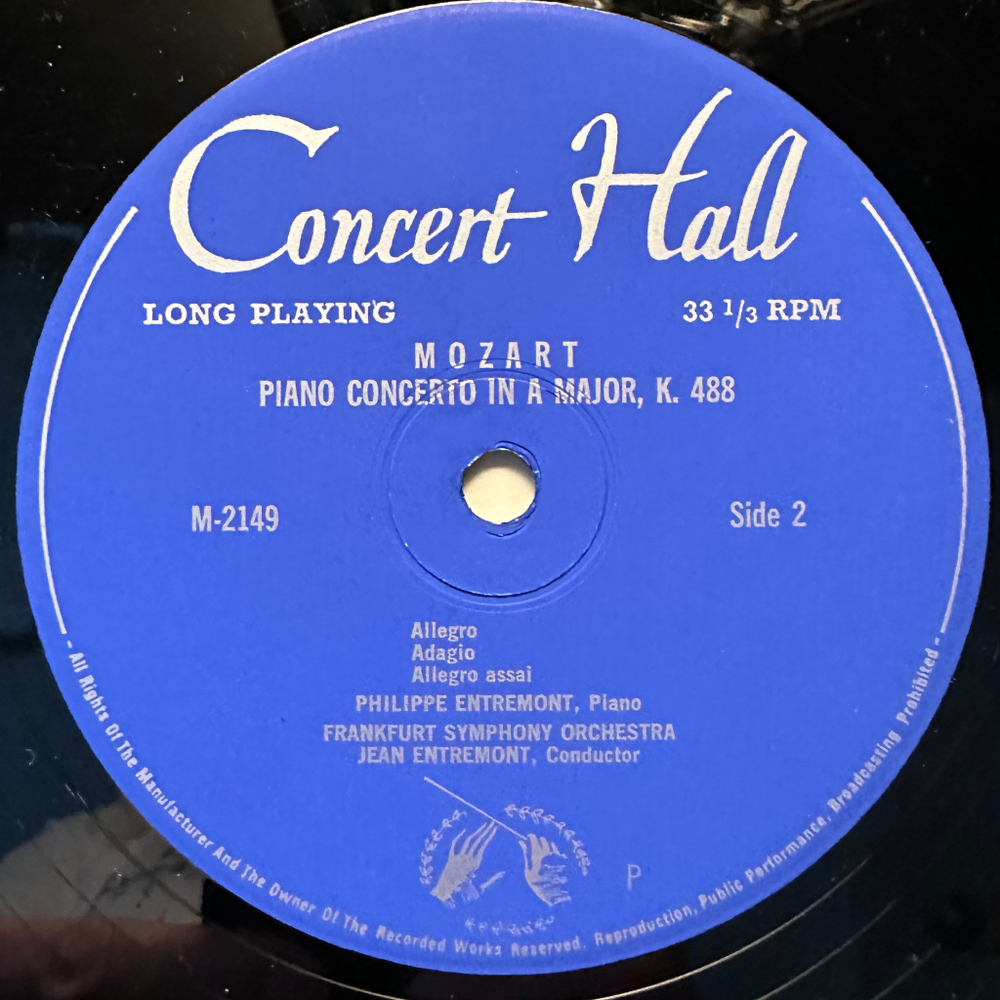 Concert Hall
LONG PLAYING 33 1/3 RPM
MOZART
PIANO CONCERTO IN A MAJOR, K. 488
M-2149 Side 2
Allegro
Adagio
Allegro assai
PHILIPPE ENTREMONT, Piano
FRANKFURT SYMPHONY ORCHESTRA
JEAN ENTREMONT, Conductor
P
- All Rights Of The Manufacturer And The Owner Of The Recorded Works Reserved. Reproduction, Public Performance, Broadcasting Prohibited -